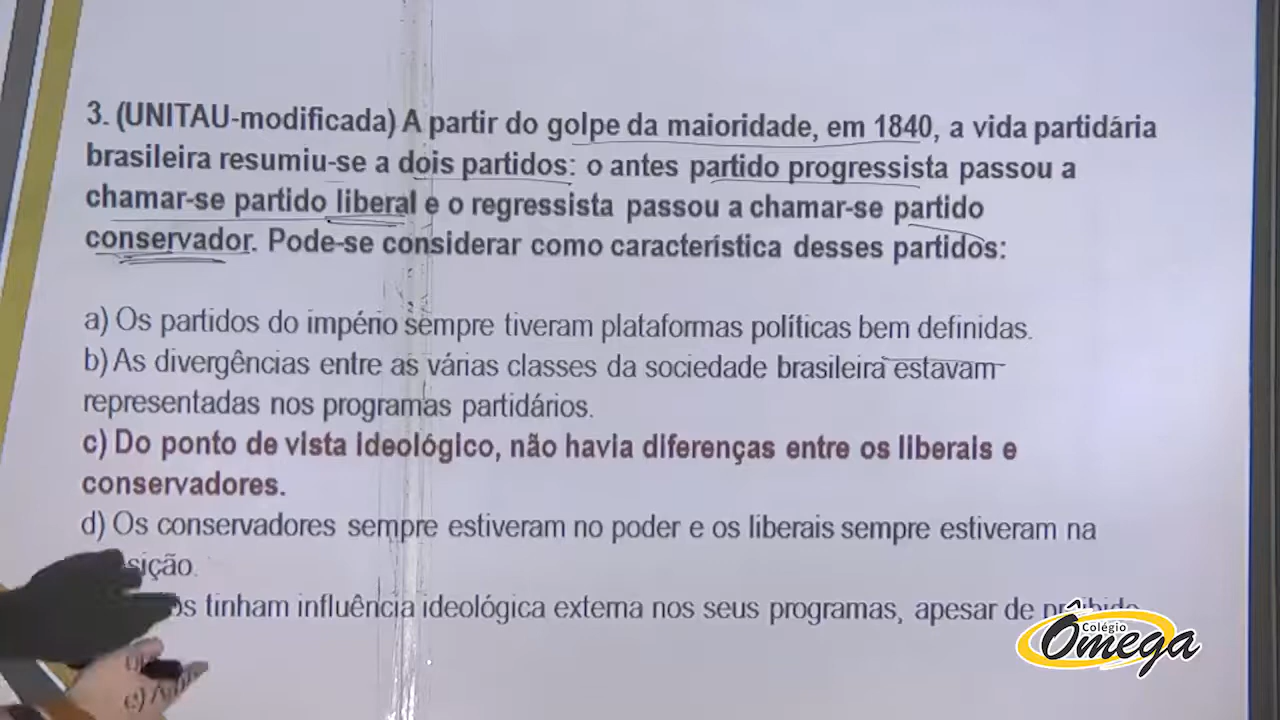 3. (UNITAU-modificada) A partir do golpe da maioridade, em 1840, a vida partidária
brasileira resumiu-se a dois partidos: o antes partido progressista passou a
chamar-se partido liberal e o regressista passou a chamar-se partido
conservador. Pode-se considerar como característica desses partidos:
a) Os partidos do império sempre tiveram plataformas políticas bem definidas.
b) As divergências entre as várias classes da sociedade brasileira estavam
representadas nos programas partidários.
c) Do ponto de vista ideológico, não havia diferenças entre os liberais e
conservadores.
d) Os conservadores sempre estiveram no poder e os liberais sempre estiveram na
sição.
os tinham influência ideológica externa nos seus programas, apesar de
e)
Colégio
Ômega